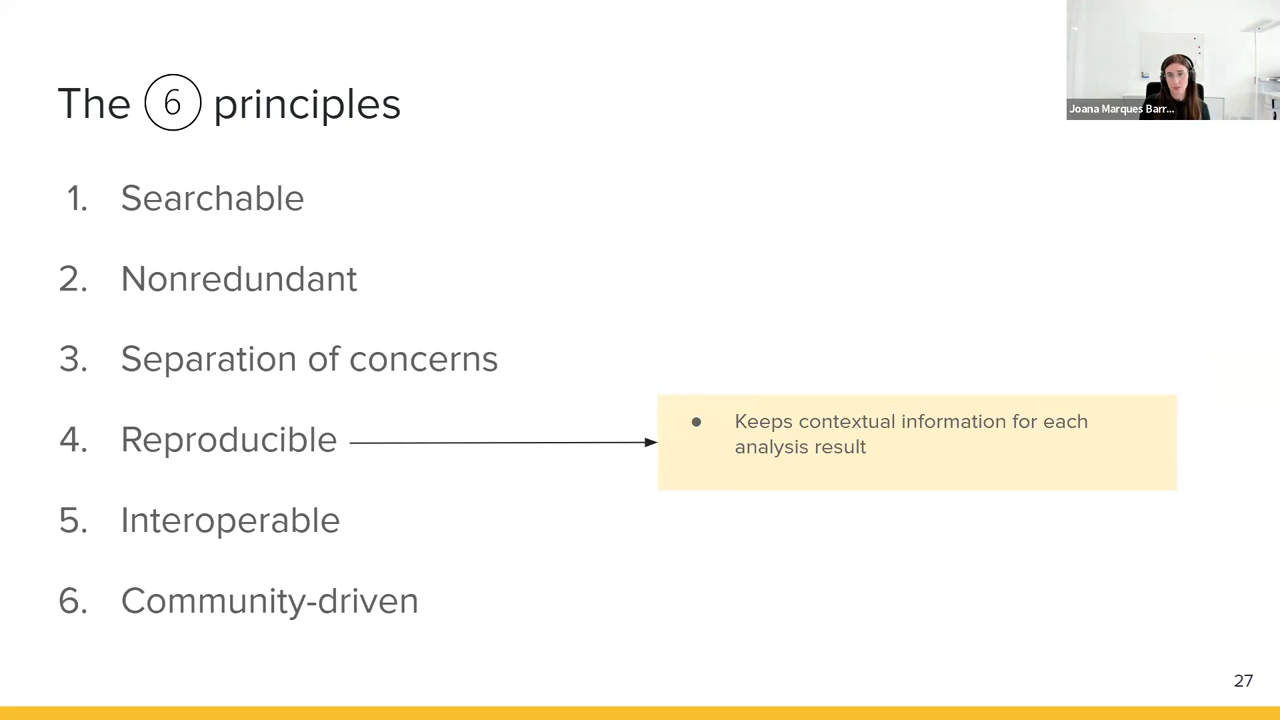 The 6 principles
1. Searchable
2. Nonredundant
3. Separation of concerns
4. Reproducible
● Keeps contextual information for each
analysis result
5. Interoperable
6. Community-driven
Joana Marques Barr...
27